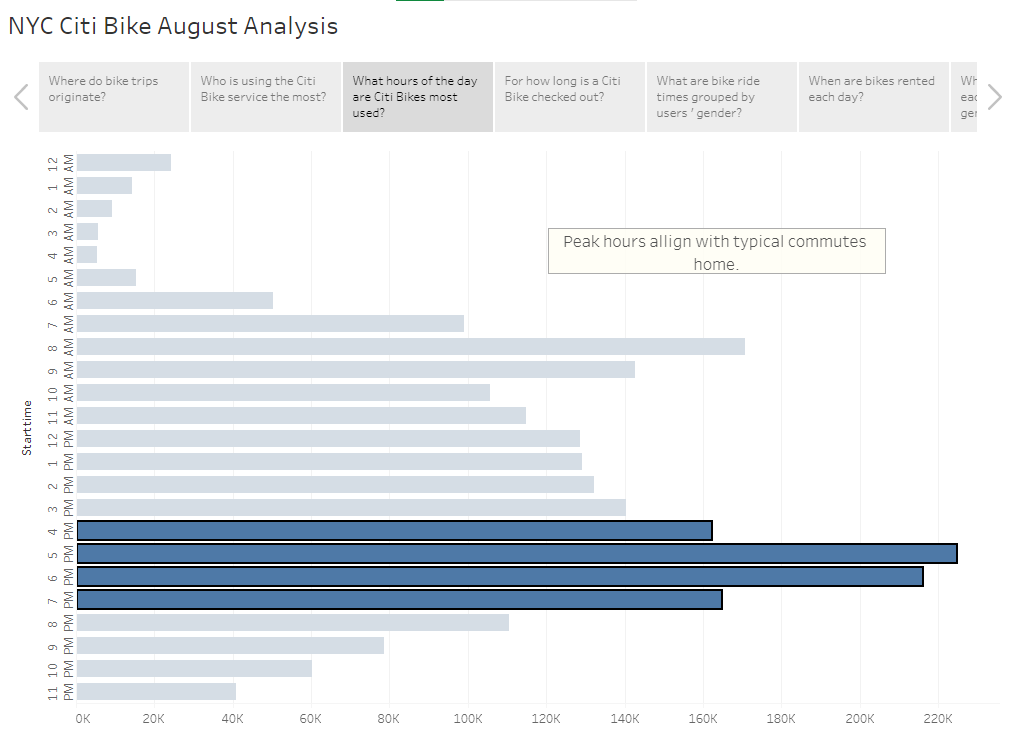 NYC Citi Bike August Analysis
Where do bike trips
originate?
Who is using the Citi
Bike service the most?
What hours of the day
are Citi Bikes most
used?
For how long is a Citi
Bike checked out?
What are bike ride
times grouped by
users ' gender?
When are bikes rented
each day?
Peak hours allign with typical commutes
home.
Starttime
12 AM
1 AM
2 AM
3 AM
4 AM
5 AM
6 AM
7 AM
8 AM
9 AM
10 AM
11 AM
12 PM
1 PM
2 PM
3 PM
4 PM
5 PM
6 PM
7 PM
8 PM
9 PM
10 PM
11 PM
0K 20K 40K 60K 80K 100K 120K 140K 160K 180K 200K 220K